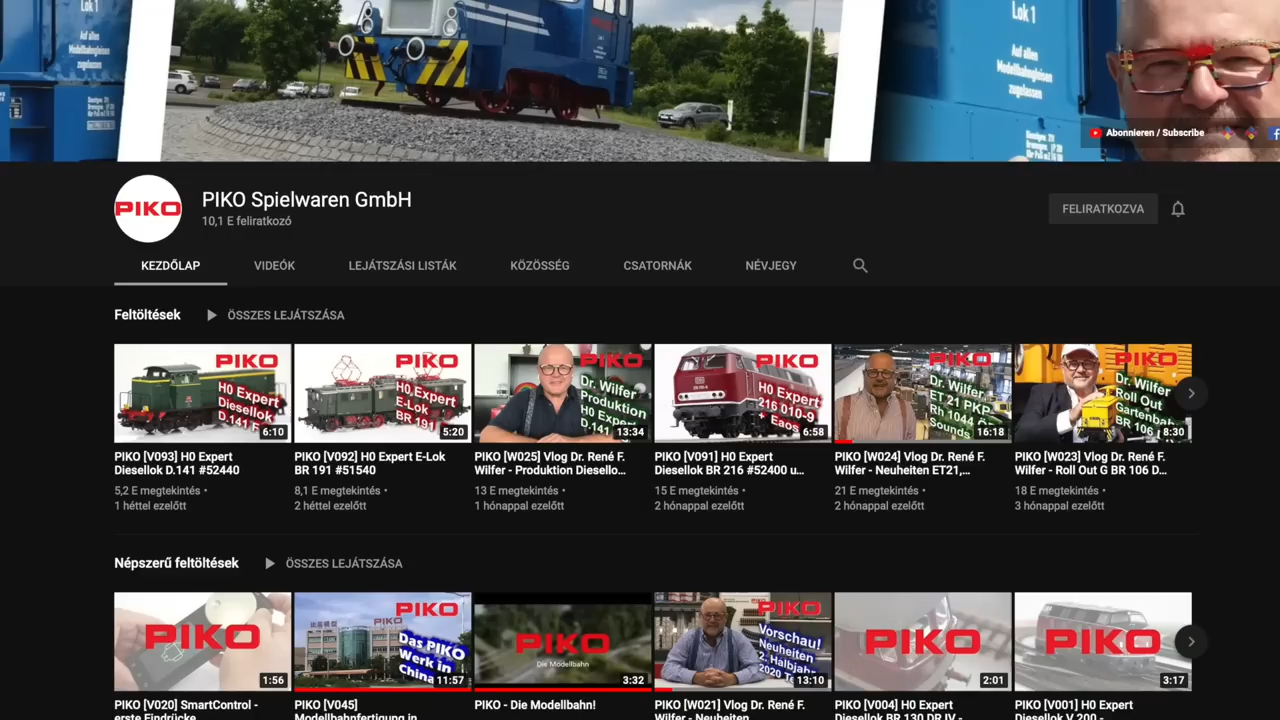 Lok 1
Auf allen
Modellbahngleisen
zugelassen
Lok 1
Auf allen
Modellbahngleisen
zugelassen
Abonnieren / Subscribe
PIKO
PIKO Spielwaren GmbH
10,1 E feliratkozó
FELIRATKOZVA
KEZDŐLAP VIDEÓK LEJÁTSZÁSI LISTÁK KÖZÖSSÉG CSATORNÁK NÉVJEGY
Feltöltések ÖSSZES LEJÁTSZÁSA
PIKO
H0 Expert
Diesellok
D.141 F
6:10
PIKO
H0 Expert
E-Lok
BR 191
5:20
PIKO
Dr. Wilfer
Produktion
H0 Expert
D.141
13:34
PIKO
H0 Expert
216 010-9
+ Eaos
6:58
PIKO
Dr. Wilfer
ET 21 PKP
Rh 1044 Ö
Sounds
16:18
PIKO
Dr. Wilfer
Roll Out
Gartenbah
BR 106
8:30
PIKO [V093] H0 Expert
Diesellok D.141 #52440
5,2 E megtekintés •
1 héttel ezelőtt
PIKO [V092] H0 Expert E-Lok
BR 191 #51540
8,1 E megtekintés •
2 héttel ezelőtt
PIKO [W025] Vlog Dr. René F.
Wilfer - Produktion Diesello...
13 E megtekintés •
1 hónappal ezelőtt
PIKO [V091] H0 Expert
Diesellok BR 216 #52400 u...
15 E megtekintés •
2 hónappal ezelőtt
PIKO [W024] Vlog Dr. René F.
Wilfer - Neuheiten ET21,...
21 E megtekintés •
2 hónappal ezelőtt
PIKO [W023] Vlog Dr. René F.
Wilfer - Roll Out G BR 106 D...
18 E megtekintés •
3 hónappal ezelőtt
Népszerű feltöltések ÖSSZES LEJÁTSZÁSA
PIKO
1:56
PIKO
PIKO
Das PIKO
Werk in
China
11:57
PIKO
Die Modellbahn
3:32
PIKO
Vorschau!
Neuheiten
2. Halbjah
2020
13:10
PIKO
2:01
PIKO
3:17
PIKO [V020] SmartControl -
erste Eindrücke
PIKO [V045]
Modellbahnfertigung in
PIKO - Die Modellbahn!
PIKO [W021] Vlog Dr. René F.
Wilfer - Neuheiten
PIKO [V004] H0 Expert
Diesellok BR 130 DR IV -
PIKO [V001] H0 Expert
Diesellok V 200 -